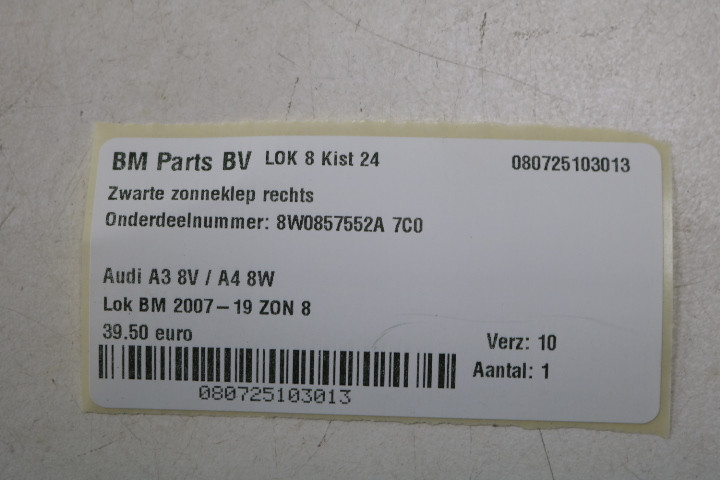 BM Parts BV LOK 8 Kist 24 080725103013
Zwarte zonneklep rechts
Onderdeelnummer: 8W0857552A 7C0
Audi A3 8V / A4 8W
Lok BM 2007-19 ZON 8
39.50 euro
Verz: 10
Aantal: 1
080725103013